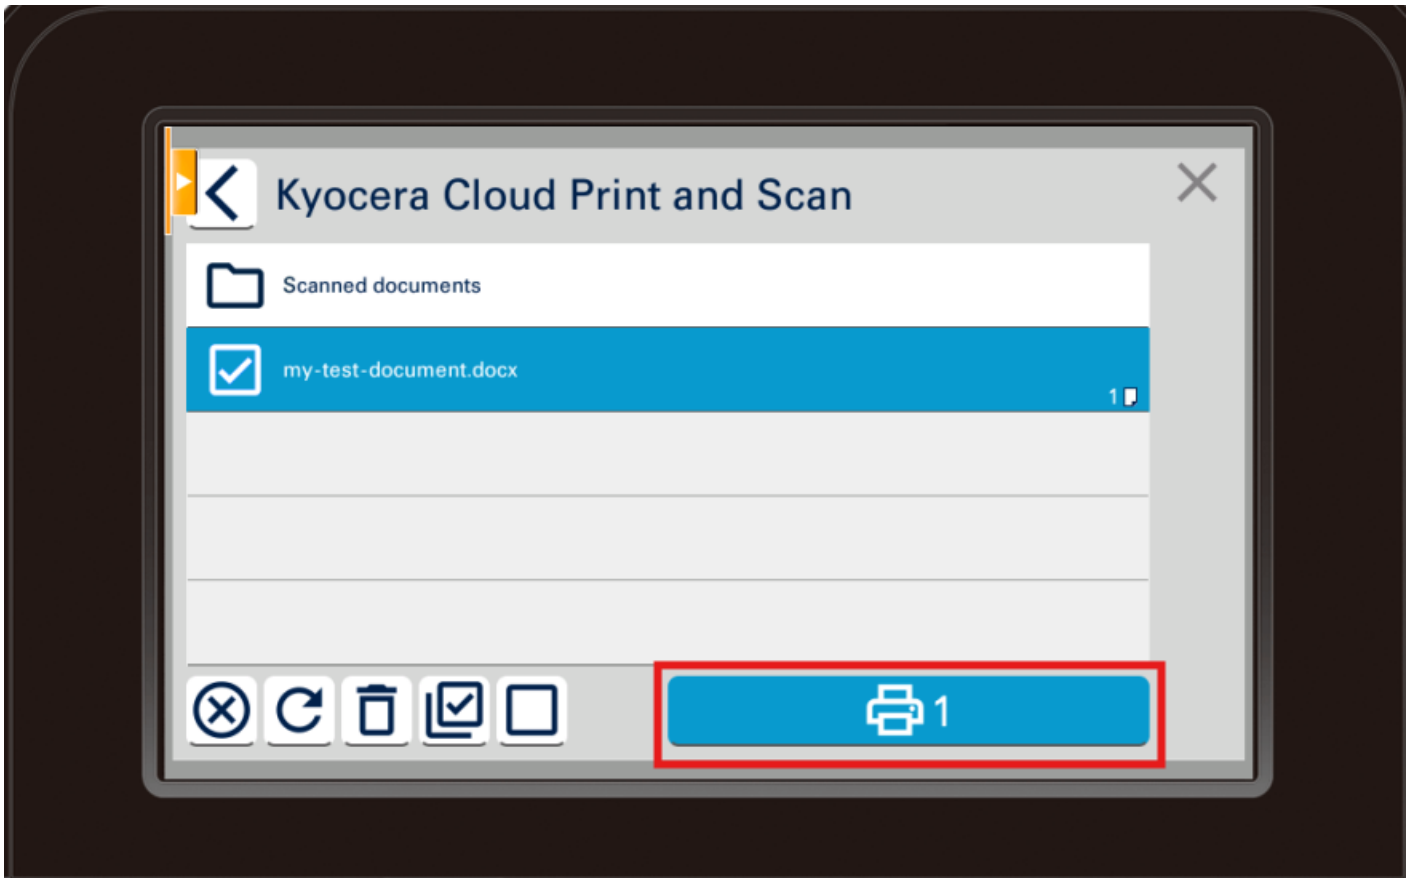 Kyocera Cloud Print and Scan
Scanned documents
my-test-document.docx
1
1